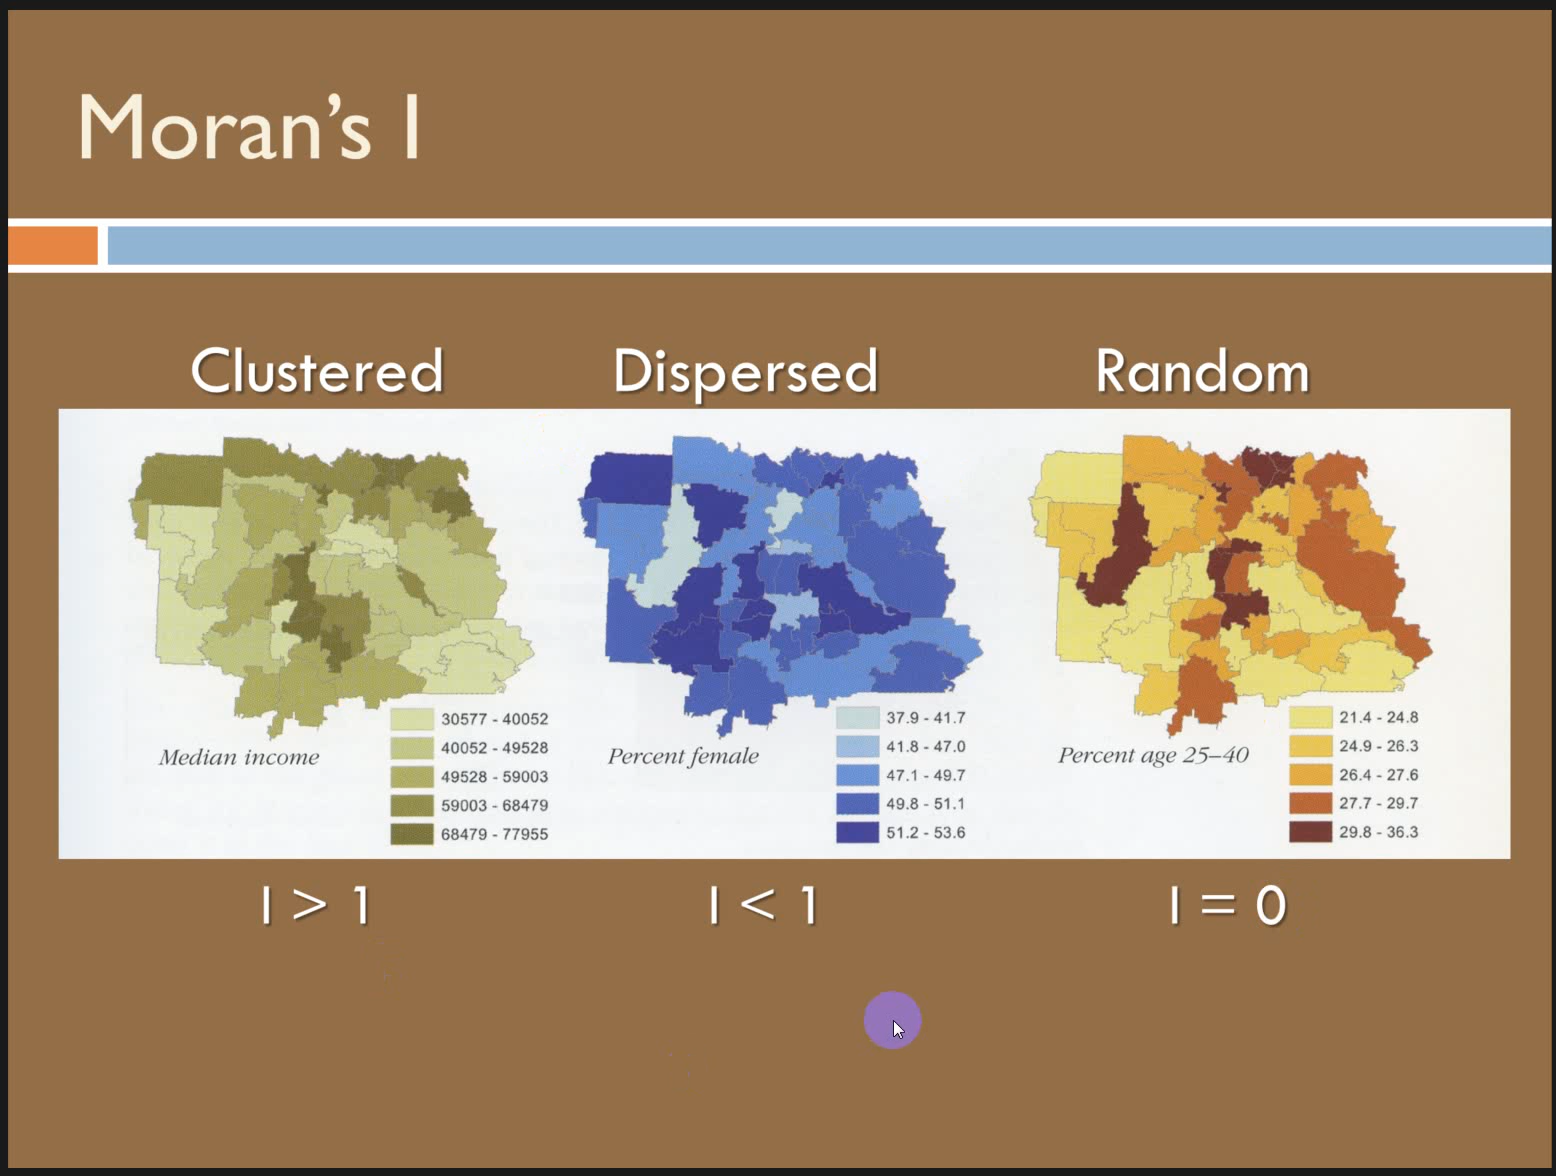 Moran's I
Clustered
Dispersed
Random
Median income
30577 - 40052
40052 - 49528
49528 - 59003
59003 - 68479
68479 - 77955
Percent female
37.9 - 41.7
41.8 - 47.0
47.1 - 49.7
49.8 - 51.1
51.2 - 53.6
Percent age 25–40
21.4 - 24.8
24.9 - 26.3
26.4 - 27.6
27.7 - 29.7
29.8 - 36.3
I > 1
I < 1
I = 0